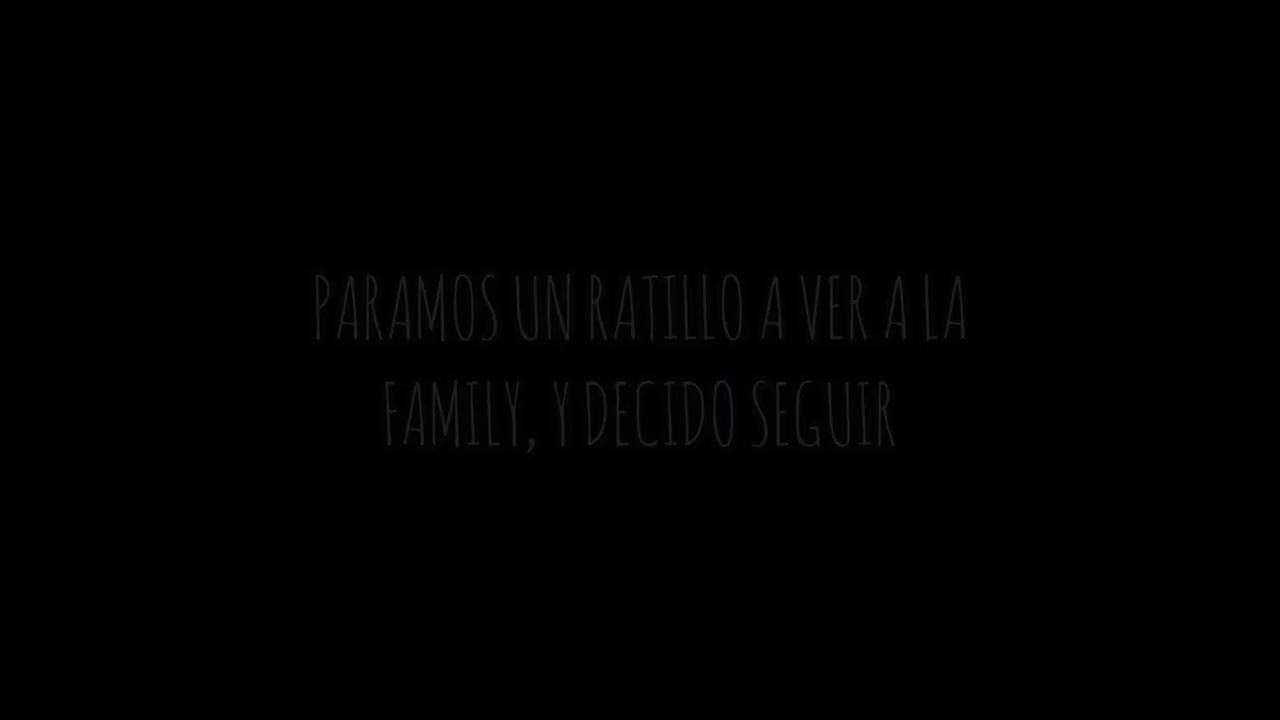 PARAMOS UN RATILLO A VER A LA
FAMILY, Y DECIDO SEGUIR